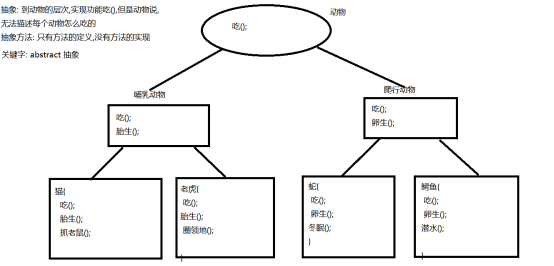 抽象: 到动物的层次,实现功能吃(),但是动物说,
无法描述每个动物怎么吃的
抽象方法: 只有方法的定义,没有方法的实现
关键字: abstract 抽象
动物
吃();
哺乳动物
吃();
胎生();
爬行动物
吃();
卵生();
猫{
吃();
胎生();
抓老鼠();
老虎{
吃();
胎生();
圈领地();
}
蛇{
吃();
卵生();
冬眠();
}
鳄鱼{
吃();
卵生();
潜水();
}